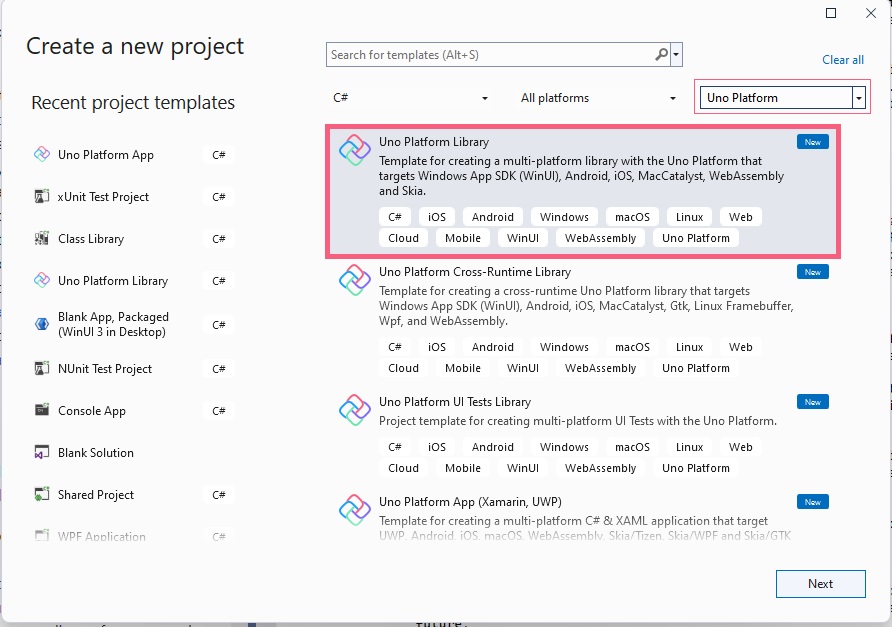 Create a new project
Search for templates (Alt+S)
Clear all
C#
All platforms
Uno Platform
Recent project templates
Uno Platform App
C#
xUnit Test Project
C#
Class Library
C#
Uno Platform Library
C#
Blank App, Packaged
(WinUI 3 in Desktop)
C#
NUnit Test Project
C#
Console App
C#
Blank Solution
Shared Project
C#
WPF Application
C#
Uno Platform Library
New
Template for creating a multi-platform library with the Uno Platform that
targets Windows App SDK (WinUI), Android, iOS, MacCatalyst, WebAssembly
and Skia.
C# iOS Android Windows macOS Linux Web
Cloud Mobile WinUI WebAssembly Uno Platform
Uno Platform Cross-Runtime Library
New
Template for creating a cross-runtime Uno Platform library that targets
Windows App SDK (WinUI), Android, iOS, MacCatalyst, Gtk, Linux Framebuffer,
Wpf, and WebAssembly.
C# iOS Android Windows macOS Linux Web
Cloud Mobile WinUI WebAssembly Uno Platform
Uno Platform UI Tests Library
New
Project template for creating multi-platform UI Tests with the Uno Platform.
C# iOS Android Windows macOS Linux Web
Cloud Mobile WinUI WebAssembly Uno Platform
Uno Platform App (Xamarin, UWP)
New
Template for creating a multi-platform C# & XAML application that target
UWP, Android, iOS, macOS, WebAssembly, Skia/Tizen, Skia/WPF and Skia/GTK
Next